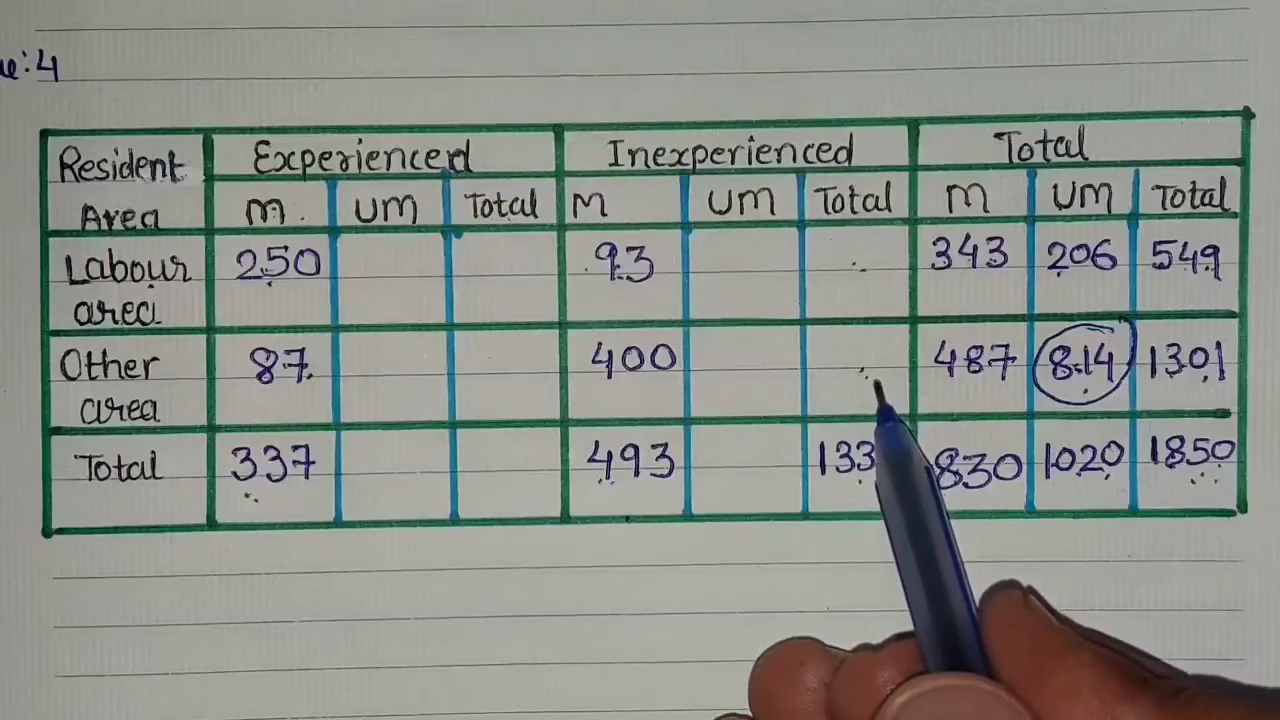 Resident Area Experienced Inexperienced Total
M. UM Total M UM Total M UM Total
Labour area 250 93 343 206 549
Other area 87 400 487 814 1301
Total 337 493 830 1020 1850